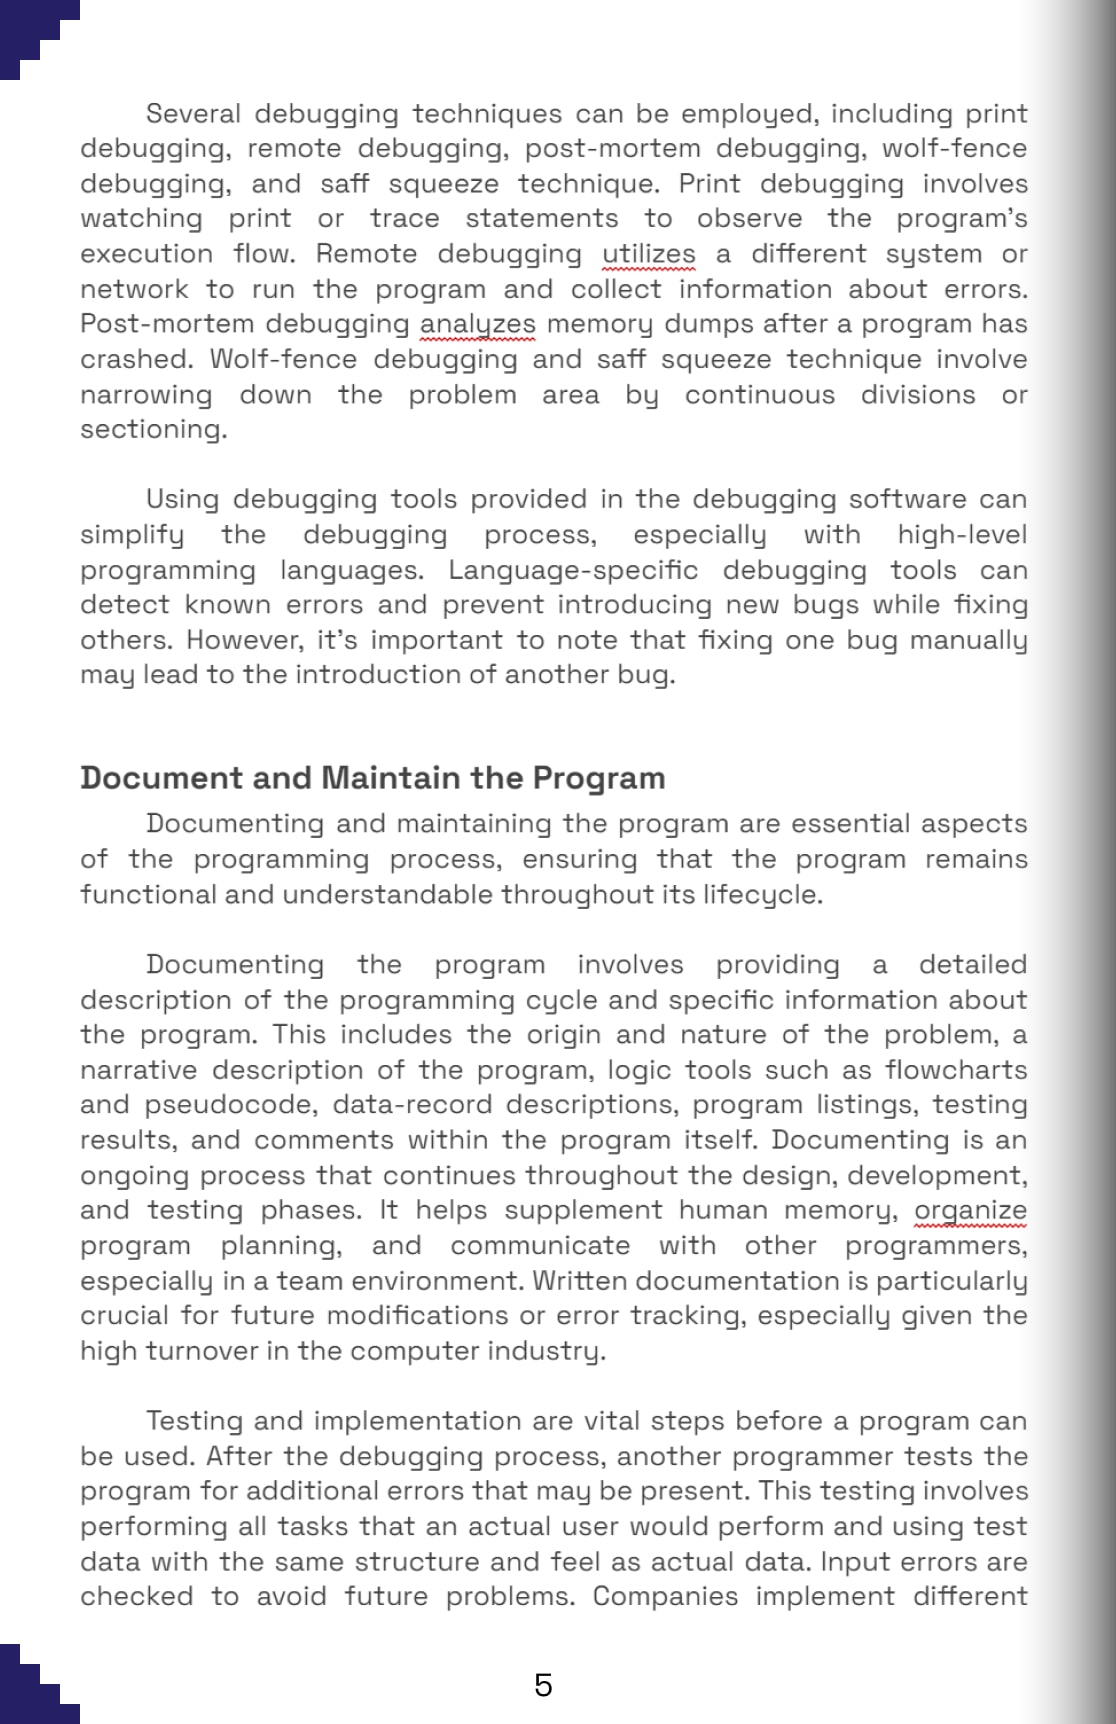 Several debugging techniques can be employed, including print
debugging, remote debugging, post-mortem debugging, wolf-fence
debugging, and saff squeeze technique. Print debugging involves
watching print or trace statements to observe the program's
execution flow. Remote debugging utilizes a different system or
network to run the program and collect information about errors.
Post-mortem debugging analyzes memory dumps after a program has
crashed. Wolf-fence debugging and saff squeeze technique involve
narrowing down the problem area by continuous divisions or
sectioning.
Using debugging tools provided in the debugging software can
simplify the debugging process, especially with high-level
programming languages. Language-specific debugging tools can
detect known errors and prevent introducing new bugs while fixing
others. However, it's important to note that fixing one bug manually
may lead to the introduction of another bug.
Document and Maintain the Program
Documenting and maintaining the program are essential aspects
of the programming process, ensuring that the program remains
functional and understandable throughout its lifecycle.
Documenting the program involves providing a detailed
description of the programming cycle and specific information about
the program. This includes the origin and nature of the problem, a
narrative description of the program, logic tools such as flowcharts
and pseudocode, data-record descriptions, program listings, testing
results, and comments within the program itself. Documenting is an
ongoing process that continues throughout the design, development,
and testing phases. It helps supplement human memory, organize
program planning, and communicate with other programmers,
especially in a team environment. Written documentation is particularly
crucial for future modifications or error tracking, especially given the
high turnover in the computer industry.
Testing and implementation are vital steps before a program can
be used. After the debugging process, another programmer tests the
program for additional errors that may be present. This testing involves
performing all tasks that an actual user would perform and using test
data with the same structure and feel as actual data. Input errors are
checked to avoid future problems. Companies implement different
5